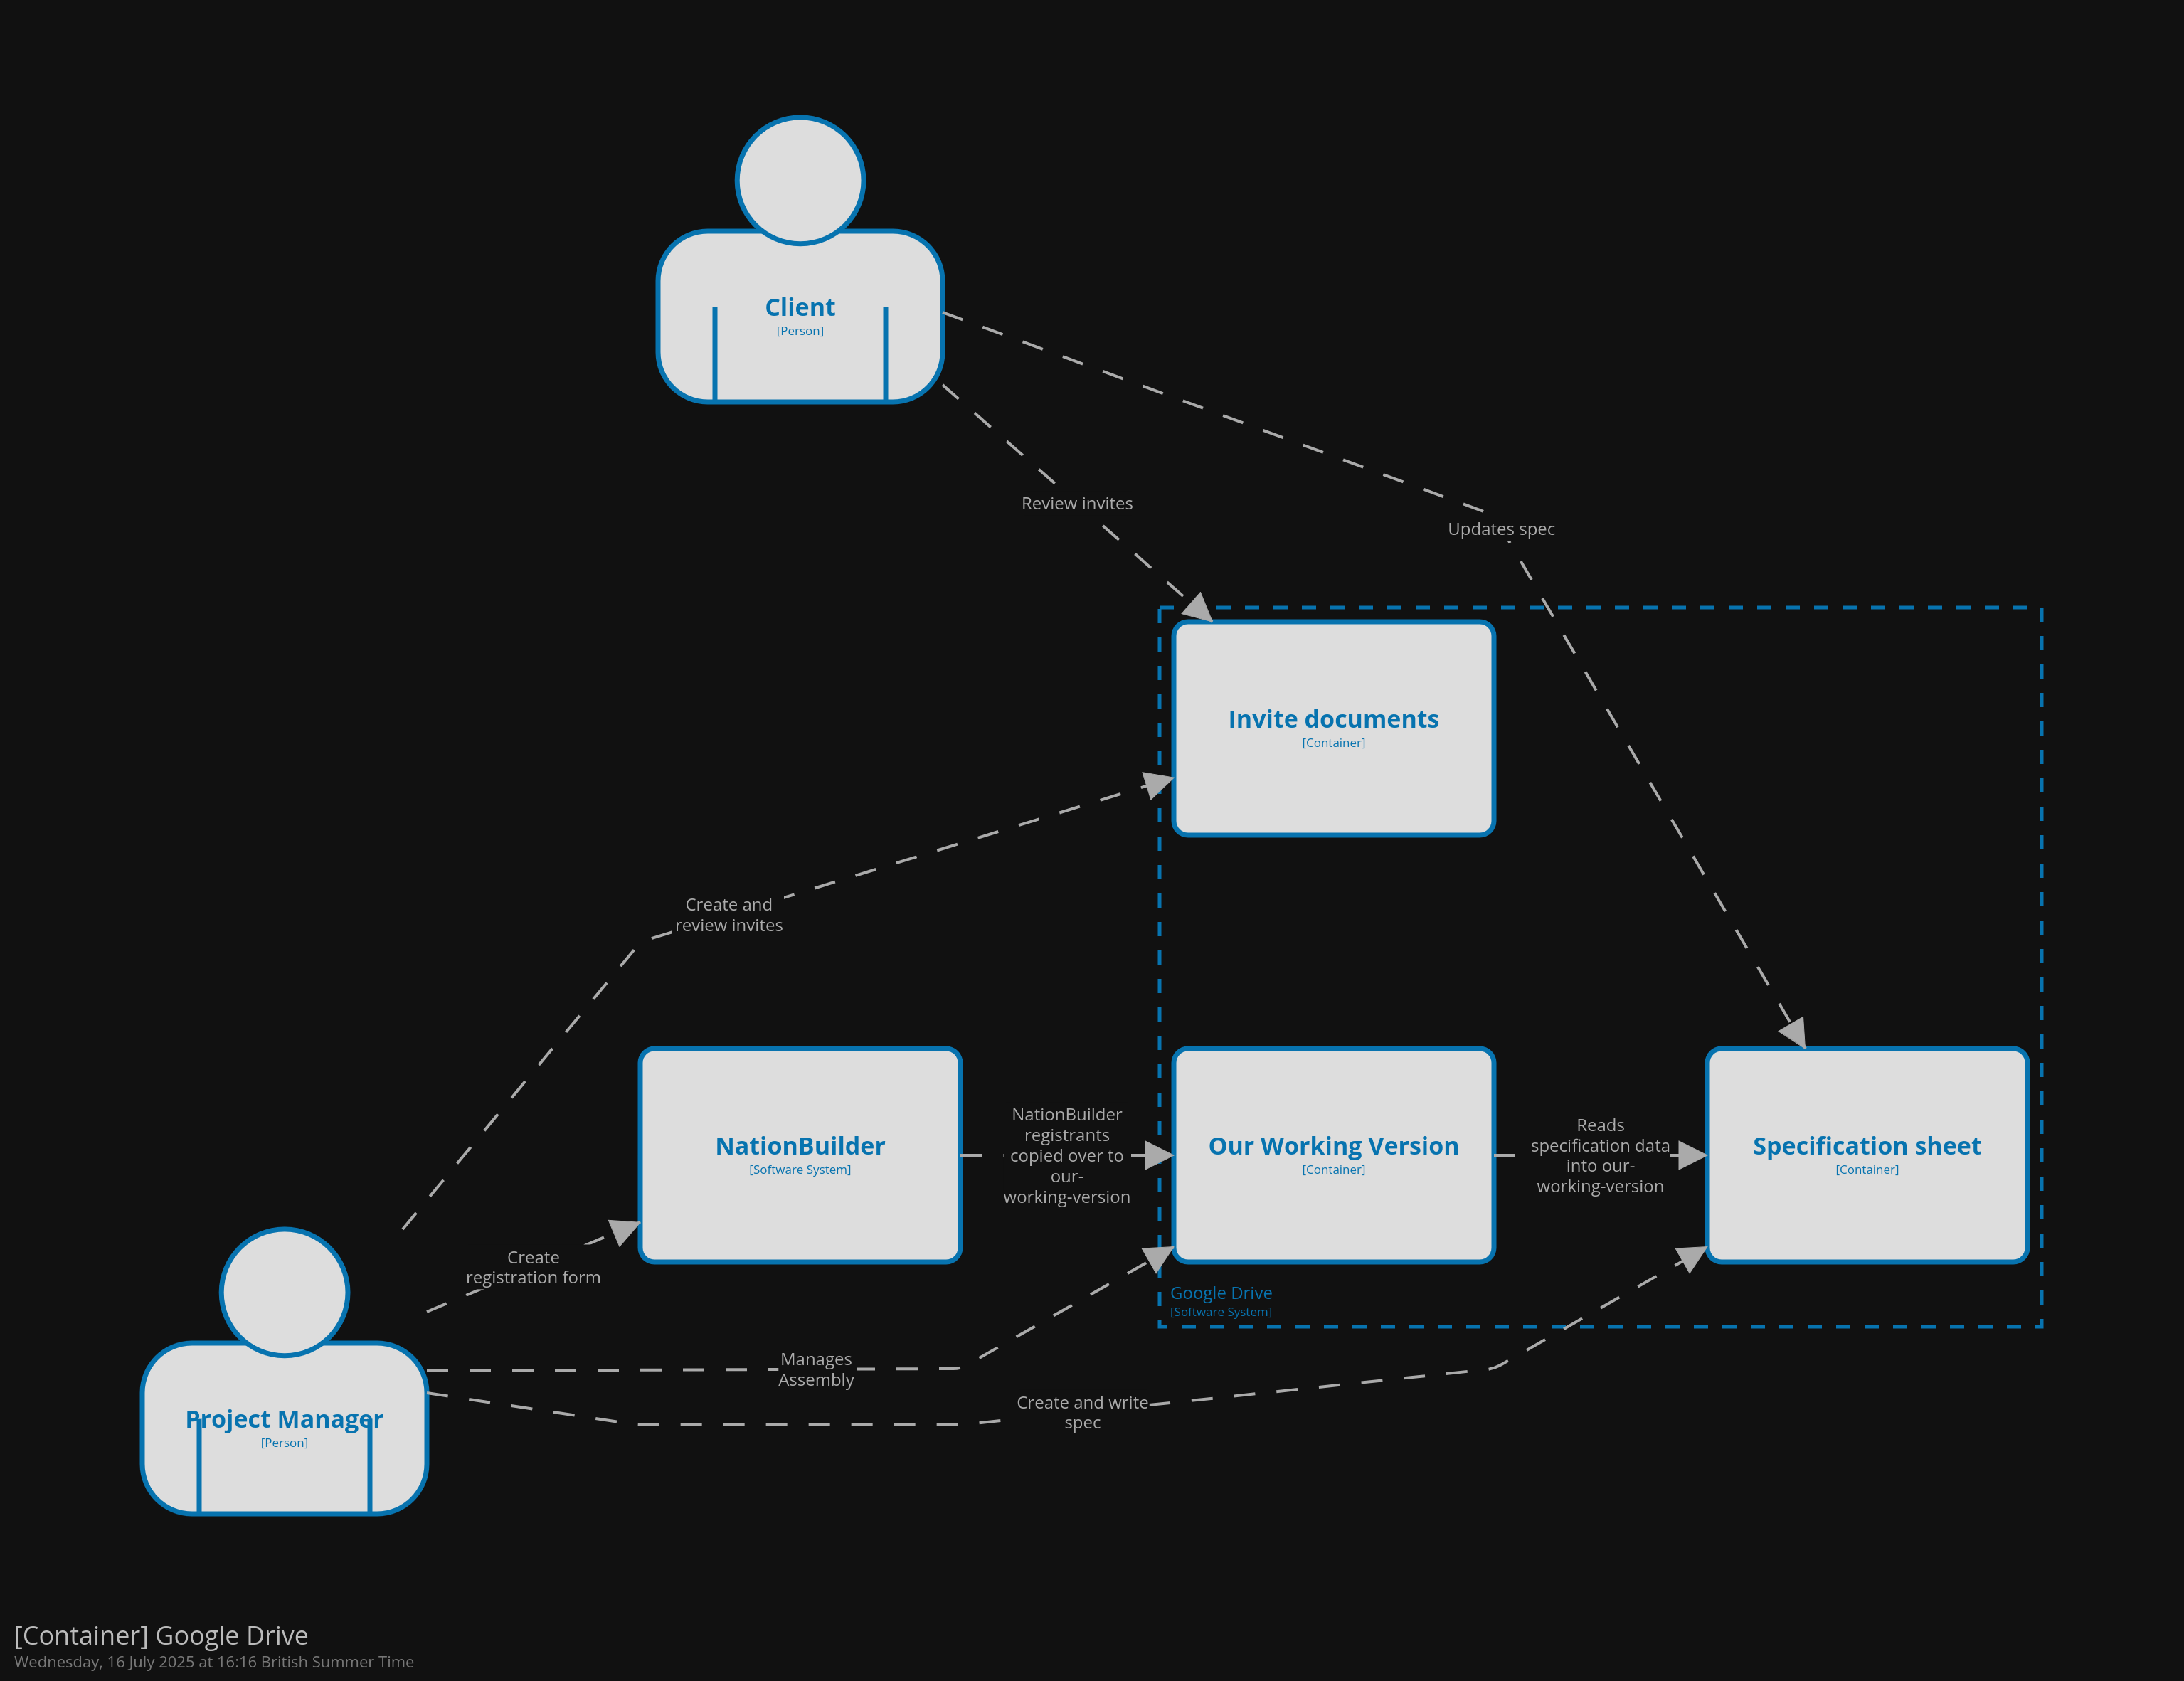 Client
[Person]
Review invites
Updates spec
Invite documents
[Container]
Create and
review invites
NationBuilder
[Software System]
NationBuilder
registrants
copied over to
our-
working-version
Our Working Version
[Container]
Reads
specification data
into our-
working-version
Specification sheet
[Container]
Create
registration form
Google Drive
[Software System]
Manages
Assembly
Create and write
spec
Project Manager
[Person]
[Container] Google Drive
Wednesday, 16 July 2025 at 16:16 British Summer Time